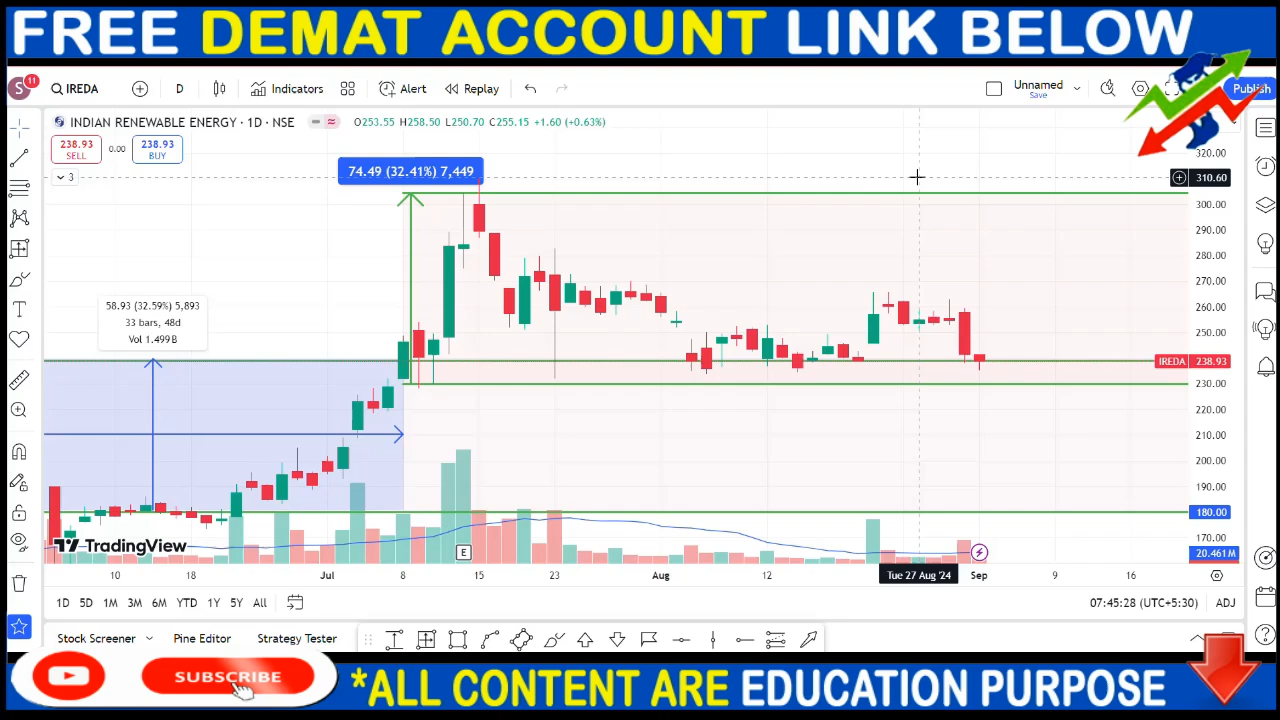 FREE DEMAT ACCOUNT LINK BELOW
S 11 IREDA D Indicators Alert Replay Unnamed Save Publish
INDIAN RENEWABLE ENERGY · 1D · NSE O253.55 H258.50 L250.70 C255.15 +1.60 (+0.63%)
238.93 SELL 0.00 238.93 BUY
3
74.49 (32.41%) 7,449
58.93 (32.59%) 5,893
33 bars, 48d
Vol 1.499B
320.00
310.60
300.00
290.00
280.00
270.00
260.00
250.00
IREDA 238.93
230.00
220.00
210.00
200.00
190.00
180.00
170.00
20.461M
TradingView
E
10 18 Jul 8 15 23 Aug 12 Tue 27 Aug '24 Sep 9 16
1D 5D 1M 3M 6M YTD 1Y 5Y All 07:45:28 (UTC+5:30) ADJ
Stock Screener Pine Editor Strategy Tester
SUBSCRIBE
*ALL CONTENT ARE EDUCATION PURPOSE